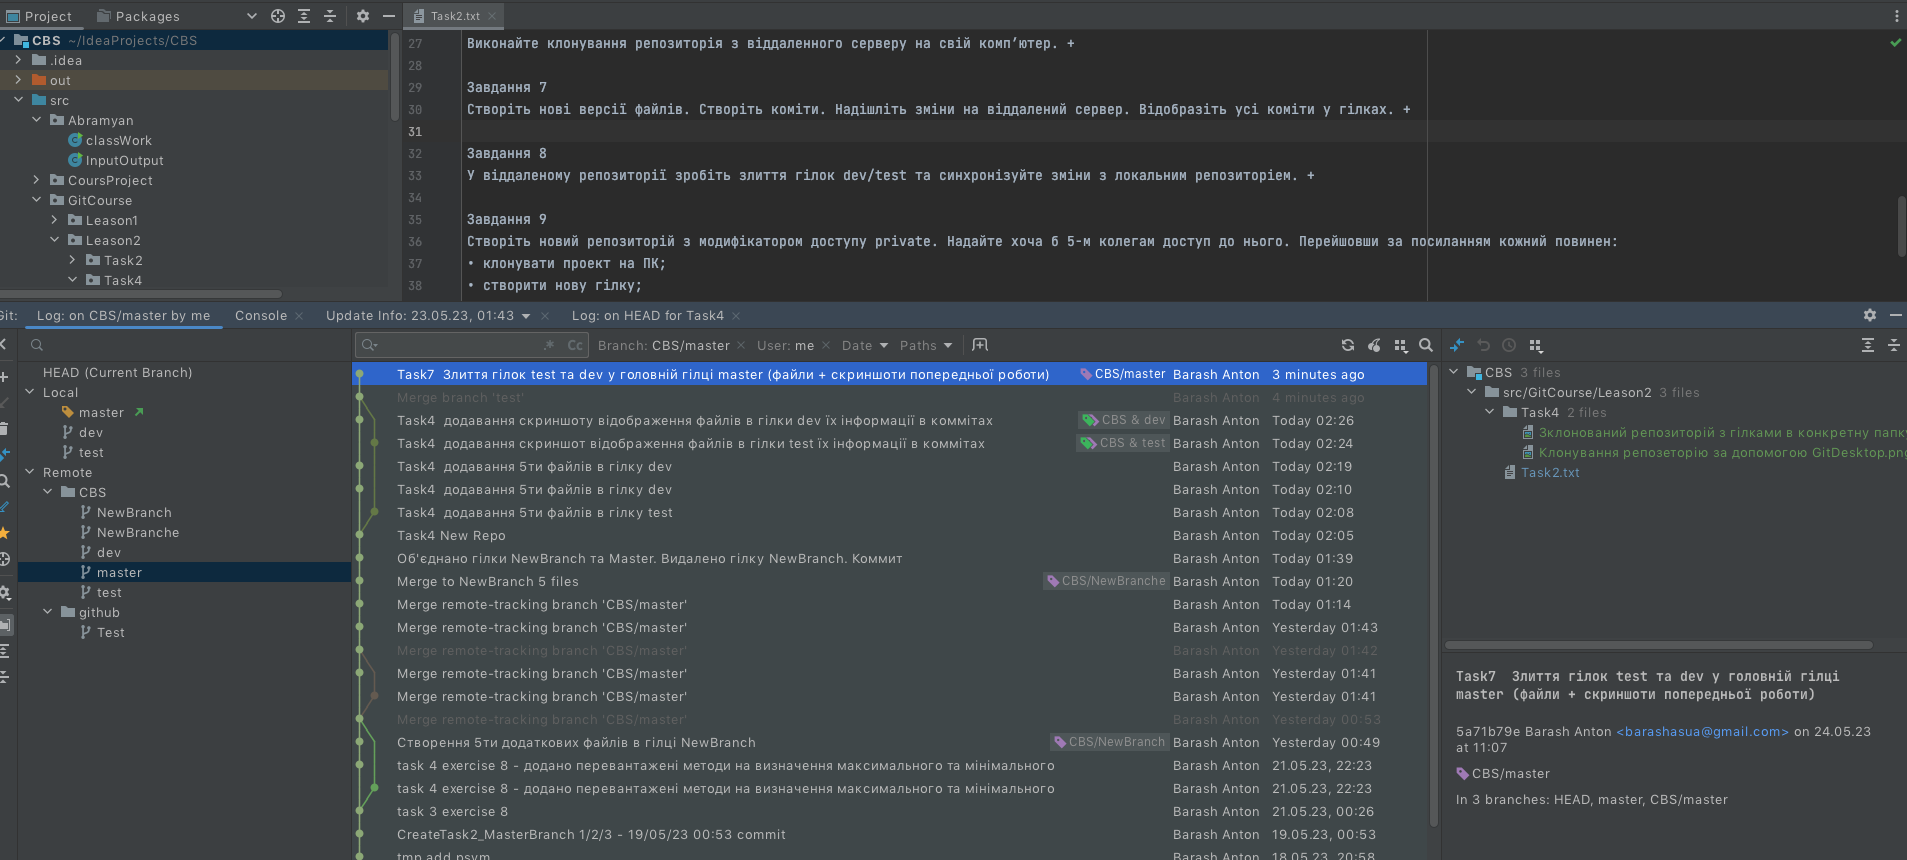 Project
Packages
Task2.txt
CBS ~/IdeaProjects/CBS
.idea
out
src
Abramyan
classWork
InputOutput
CoursProject
GitCourse
Leason1
Leason2
Task2
Task4
27 Виконайте клонування репозиторія з віддаленного серверу на свій комп’ютер. +
28
29 Завдання 7
30 Створіть нові версії файлів. Створіть коміти. Надішліть зміни на віддалений сервер. Відобразіть усі коміти у гілках. +
31
32 Завдання 8
33 У віддаленому репозиторії зробіть злиття гілок dev/test та синхронізуйте зміни з локальним репозиторієм. +
34
35 Завдання 9
36 Створіть новий репозиторій з модифікатором доступу private. Надайте хоча б 5-м колегам доступ до нього. Перейшовши за посиланням кожний повинен:
37 • клонувати проект на ПК;
38 • створити нову гілку;
Git:
Log: on CBS/master by me
Console
Update Info: 23.05.23, 01:43
Log: on HEAD for Task4
HEAD (Current Branch)
Local
master
dev
test
Remote
CBS
NewBranch
NewBranche
dev
master
test
github
Test
.* Cc Branch: CBS/master User: me Date Paths
Task7 Злиття гілок test та dev у головній гілці master (файли + скриншоти попередньої роботи) CBS/master Barash Anton 3 minutes ago
Merge branch 'test' Barash Anton 4 minutes ago
Task4 додавання скриншоту відображення файлів в гілки dev їх інформації в коммітах CBS & dev Barash Anton Today 02:26
Task4 додавання скриншот відображення файлів в гілки test їх інформації в коммітах CBS & test Barash Anton Today 02:24
Task4 додавання 5ти файлів в гілку dev Barash Anton Today 02:19
Task4 додавання 5ти файлів в гілку dev Barash Anton Today 02:10
Task4 додавання 5ти файлів в гілку test Barash Anton Today 02:08
Task4 New Repo Barash Anton Today 02:05
Об'єднано гілки NewBranch та Master. Видалено гілку NewBranch. Коммит Barash Anton Today 01:39
Merge to NewBranch 5 files CBS/NewBranche Barash Anton Today 01:20
Merge remote-tracking branch 'CBS/master' Barash Anton Today 01:14
Merge remote-tracking branch 'CBS/master' Barash Anton Yesterday 01:43
Merge remote-tracking branch 'CBS/master' Barash Anton Yesterday 01:42
Merge remote-tracking branch 'CBS/master' Barash Anton Yesterday 01:41
Merge remote-tracking branch 'CBS/master' Barash Anton Yesterday 01:41
Merge remote-tracking branch 'CBS/master' Barash Anton Yesterday 00:53
Створення 5ти додаткових файлів в гілці NewBranch CBS/NewBranch Barash Anton Yesterday 00:49
task 4 exercise 8 - додано перевантажені методи на визначення максимального та мінімального Barash Anton 21.05.23, 22:23
task 4 exercise 8 - додано перевантажені методи на визначення максимального та мінімального Barash Anton 21.05.23, 22:23
task 3 exercise 8 Barash Anton 21.05.23, 00:26
CreateTask2_MasterBranch 1/2/3 - 19/05/23 00:53 commit Barash Anton 19.05.23, 00:53
tmp add psvm Barash Anton 18.05.23, 20:58
CBS 3 files
src/GitCourse/Leason2 3 files
Task4 2 files
Зклонований репозиторій з гілками в конкретну папку
Клонування репозеторію за допомогою GitDesktop.png
Task2.txt
Task7 Злиття гілок test та dev у головній гілці
master (файли + скриншоти попередньої роботи)
5a71b79e Barash Anton <barashasua@gmail.com> on 24.05.23
at 11:07
CBS/master
In 3 branches: HEAD, master, CBS/master